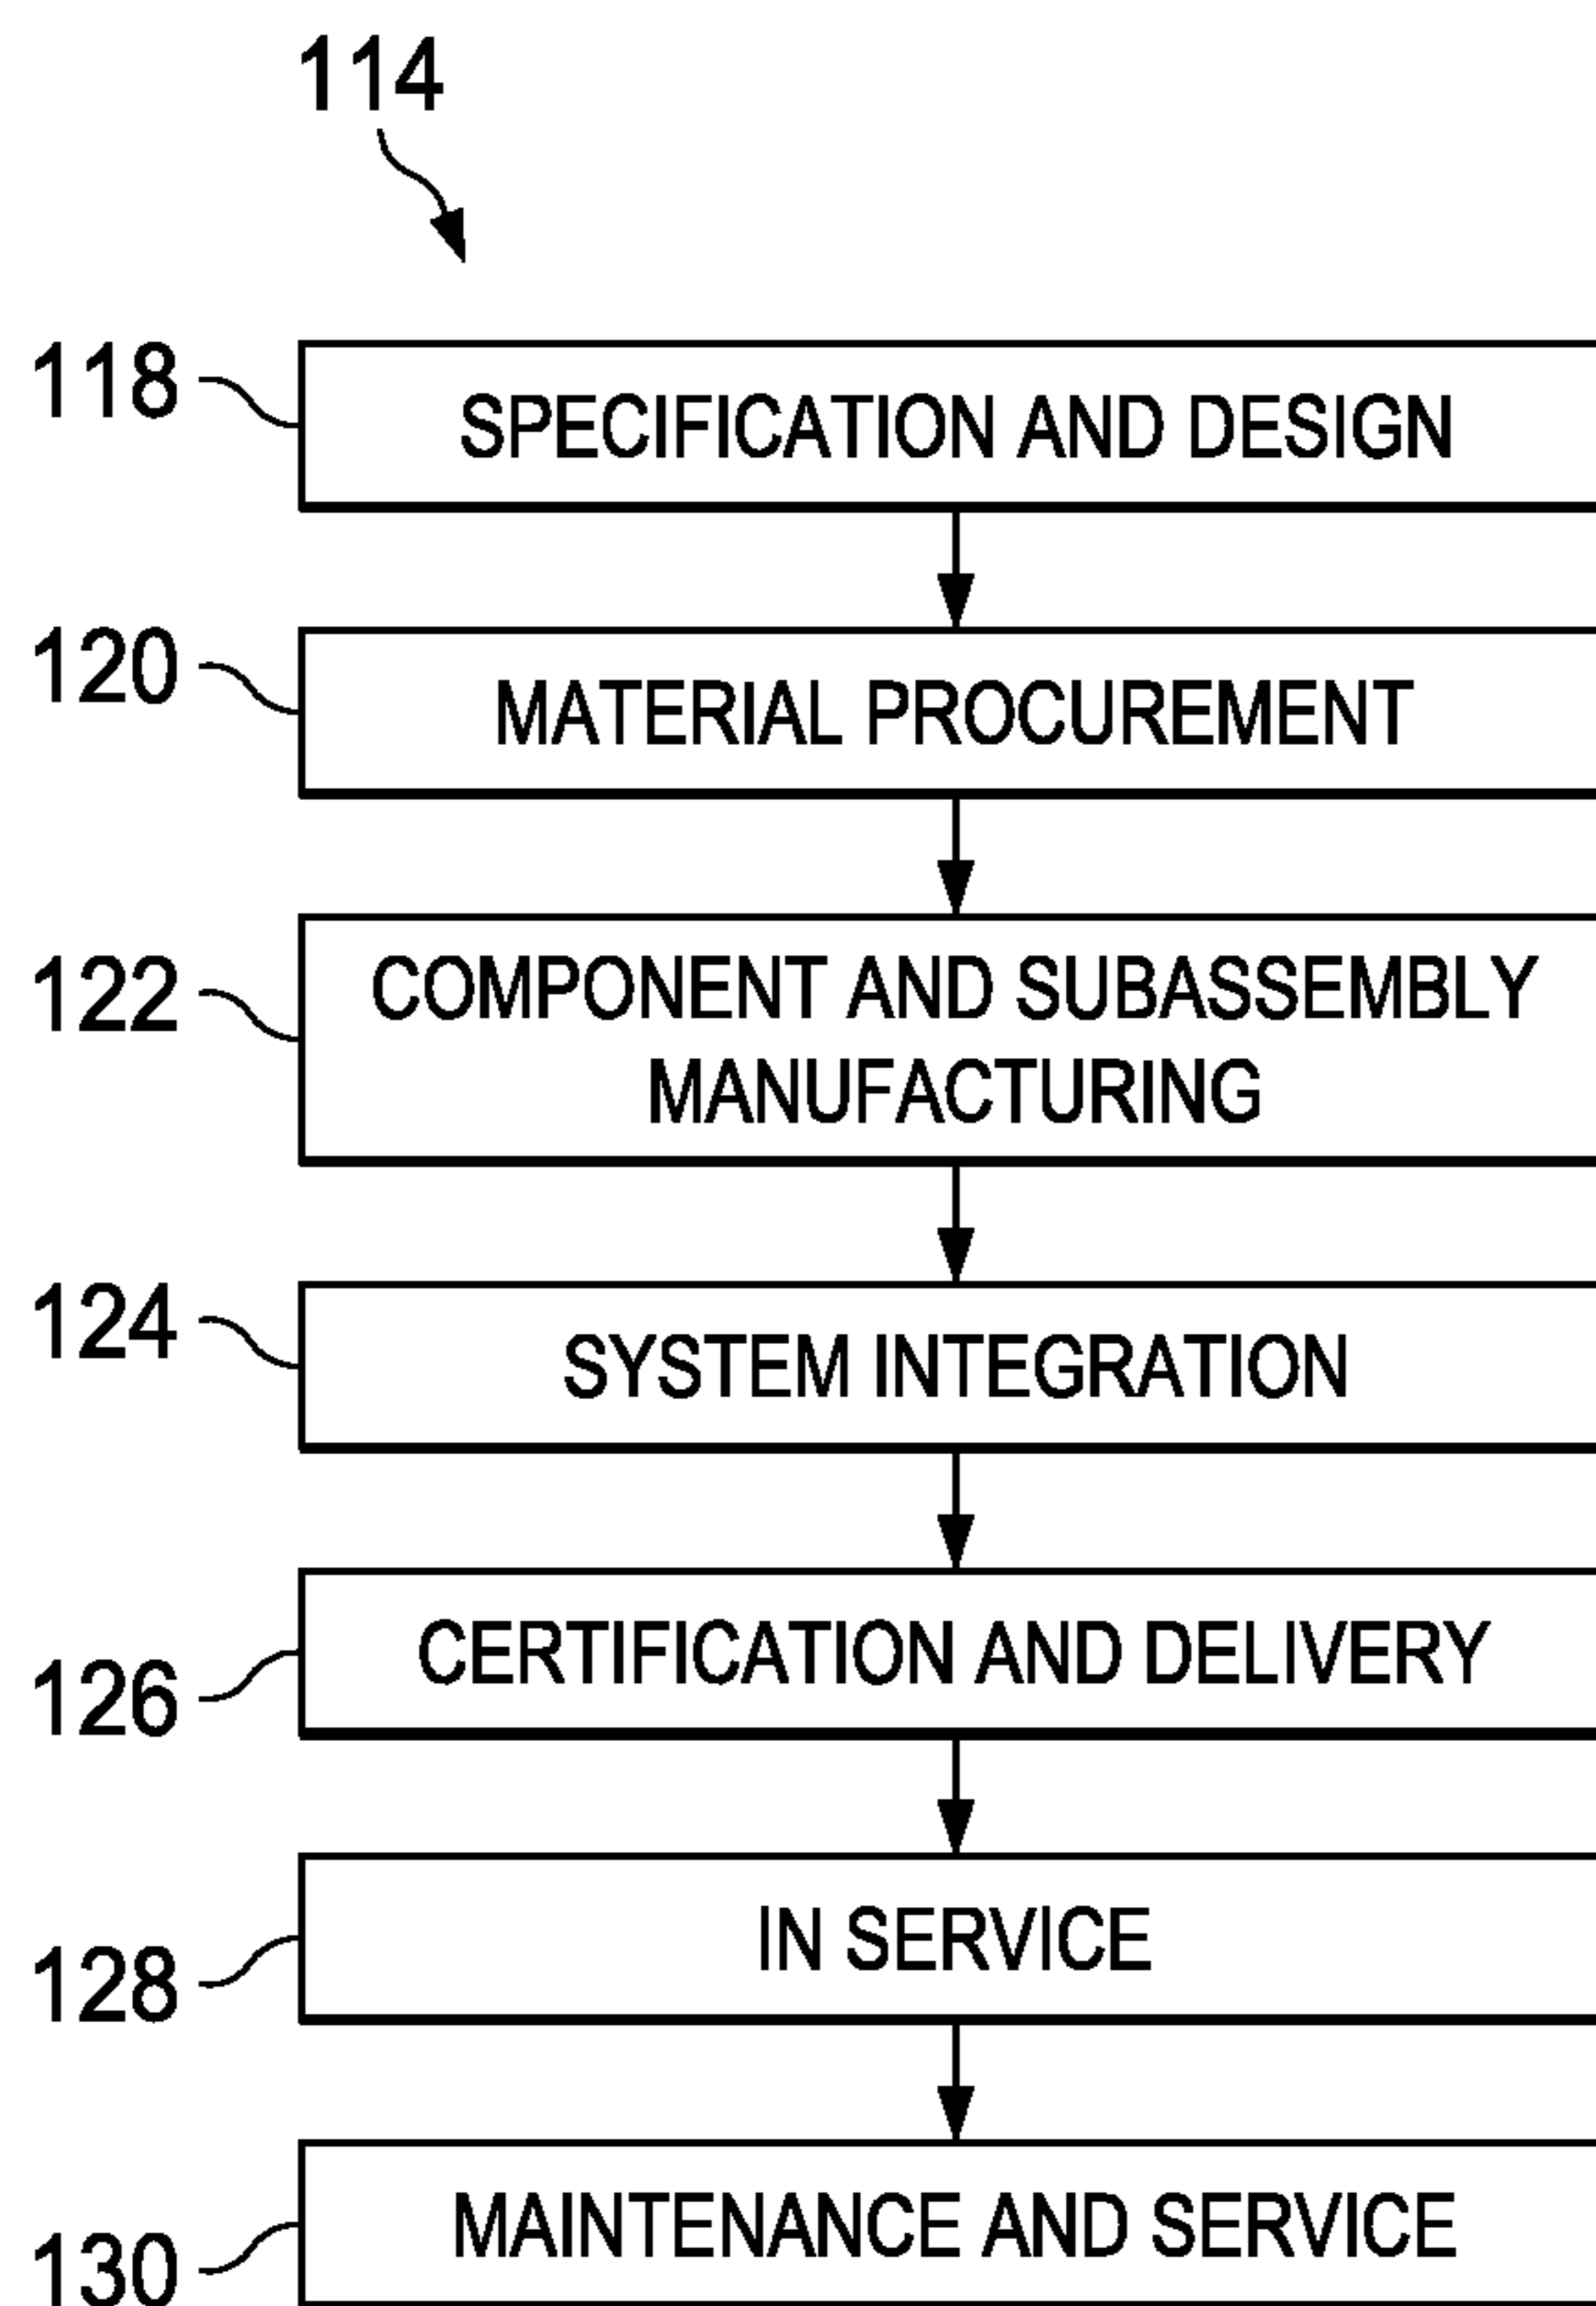 114
118 SPECIFICATION AND DESIGN
120 MATERIAL PROCUREMENT
122 COMPONENT AND SUBASSEMBLY
MANUFACTURING
124 SYSTEM INTEGRATION
126 CERTIFICATION AND DELIVERY
128 IN SERVICE
130 MAINTENANCE AND SERVICE